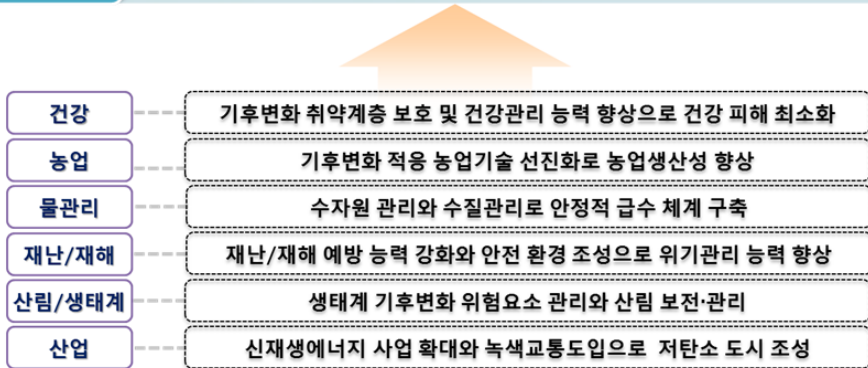 건강 기후변화 취약계층 보호 및 건강관리 능력 향상으로 건강 피해 최소화
농업 기후변화 적응 농업기술 선진화로 농업생산성 향상
물관리 수자원 관리와 수질관리로 안정적 급수 체계 구축
재난/재해 재난/재해 예방 능력 강화와 안전 환경 조성으로 위기관리 능력 향상
산림/생태계 생태계 기후변화 위험요소 관리와 산림 보전·관리
산업 신재생에너지 사업 확대와 녹색교통도입으로 저탄소 도시 조성